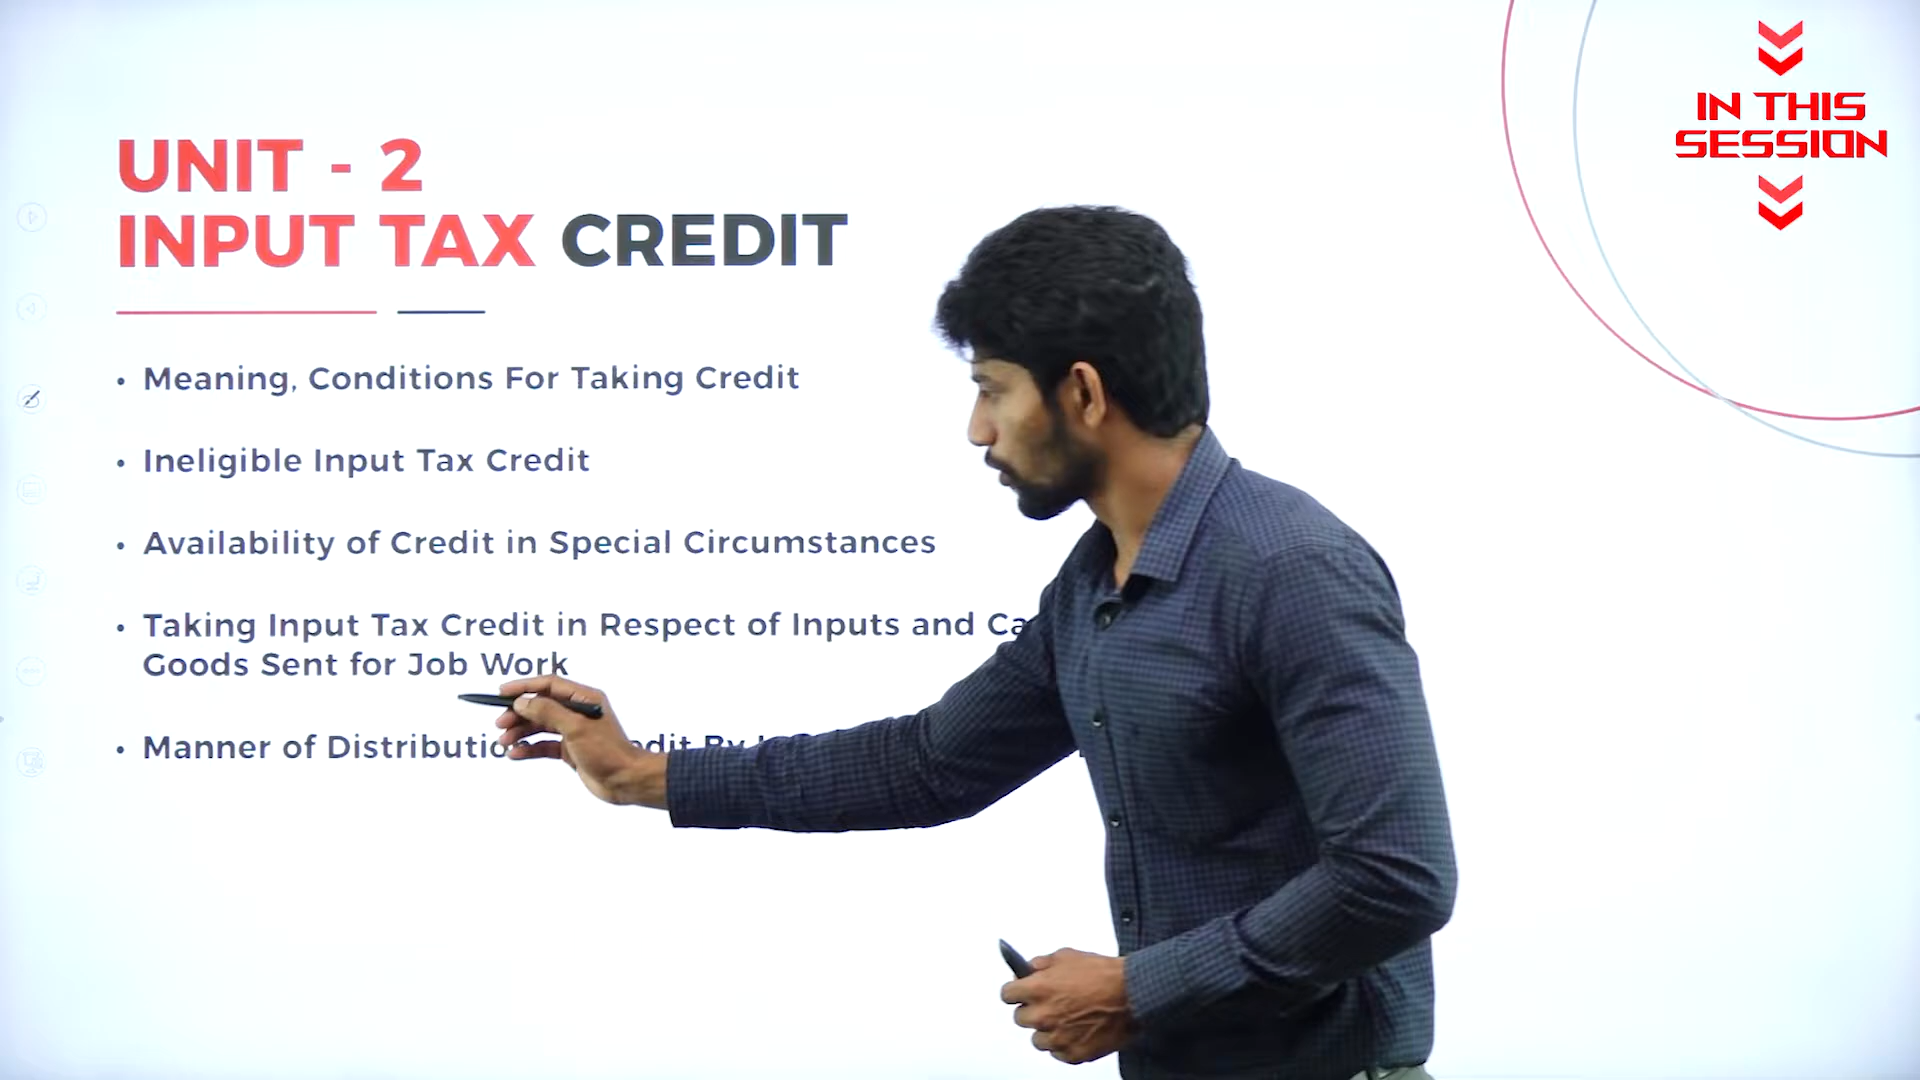 IN THIS
SESSION
UNIT - 2
INPUT TAX CREDIT
• Meaning, Conditions For Taking Credit
• Ineligible Input Tax Credit
• Availability of Credit in Special Circumstances
• Taking Input Tax Credit in Respect of Inputs and
Goods Sent for Job Work
• Manner of By